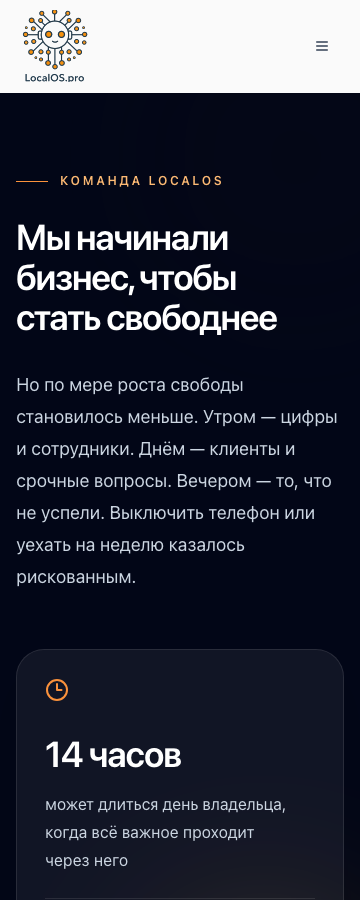 LocalOS.pro
КОМАНДА LOCALOS
Мы начинали
бизнес, чтобы
стать свободнее
Но по мере роста свободы
становилось меньше. Утром — цифры
и сотрудники. Днём — клиенты и
срочные вопросы. Вечером — то, что
не успели. Выключить телефон или
уехать на неделю казалось
рискованным.
14 часов
может длиться день владельца,
когда всё важное проходит
через него